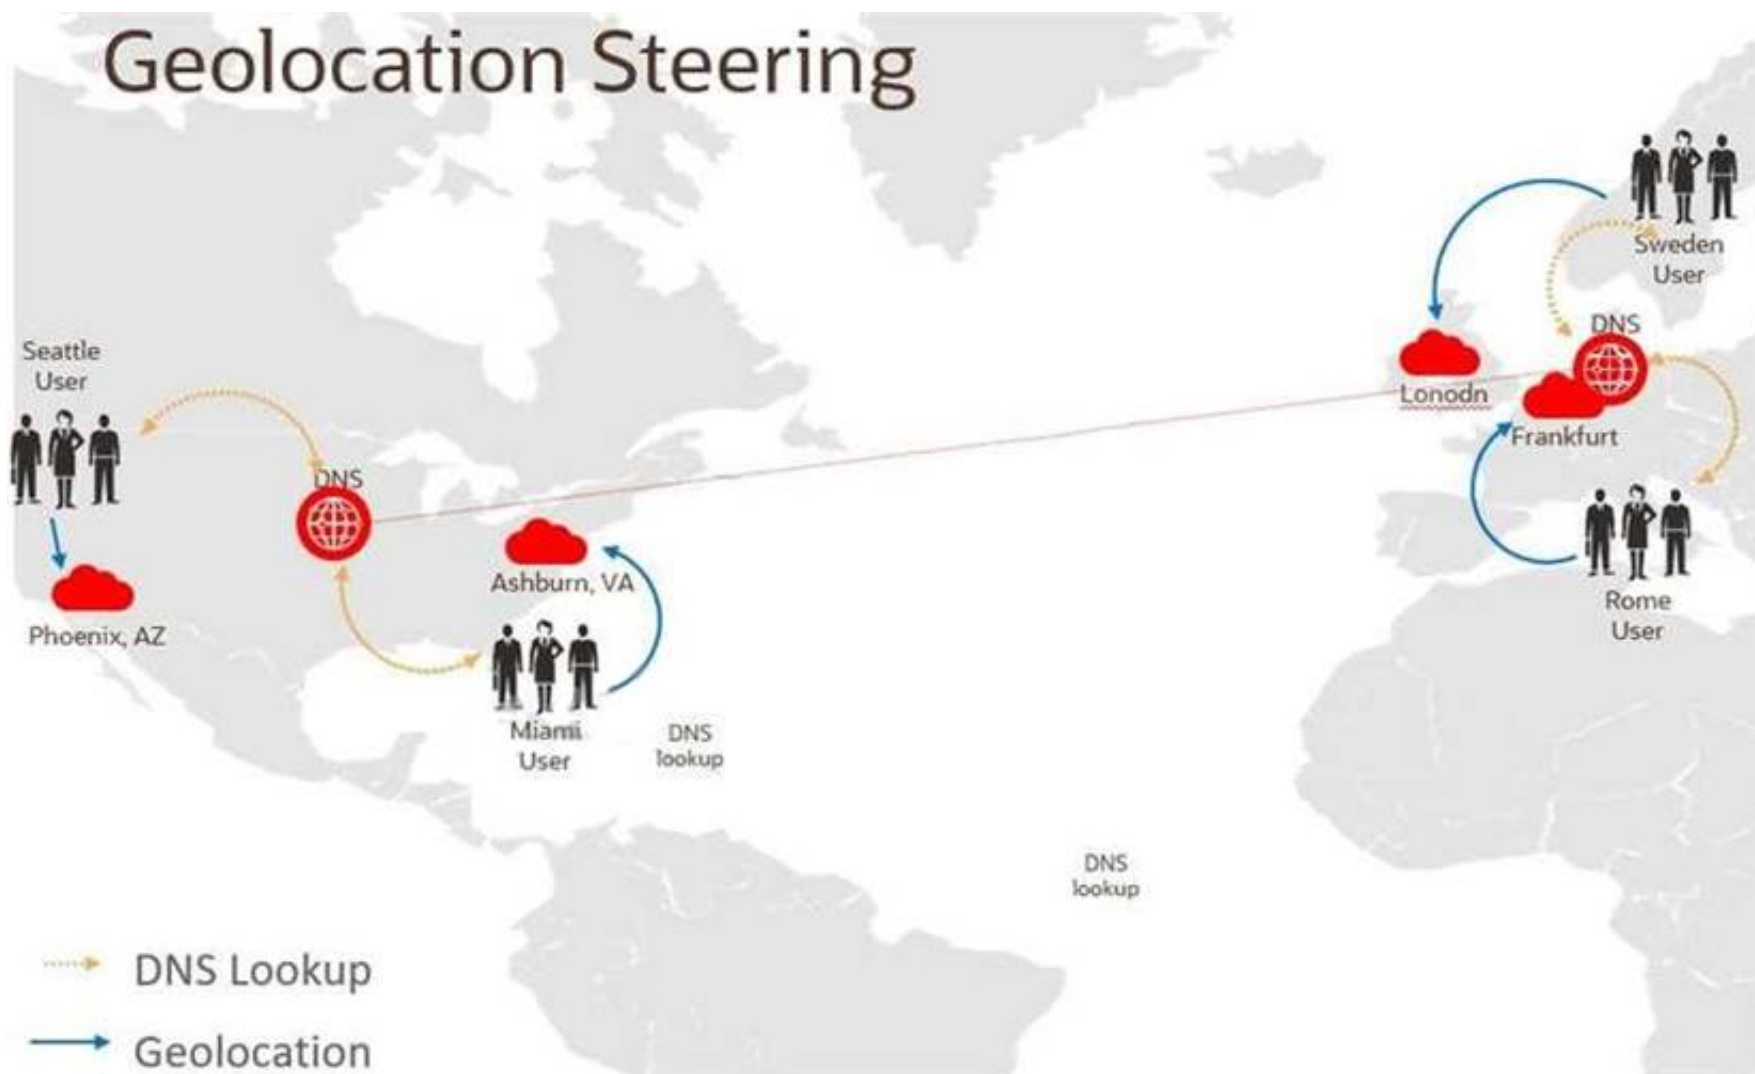 Geolocation Steering
Sweden
User
DNS
Seattle
User
Lonodn
Frankfurt
DNS
Ashburn, VA
Rome
User
Phoenix, AZ
Miami
User
DNS
lookup
DNS
lookup
DNS Lookup
Geolocation